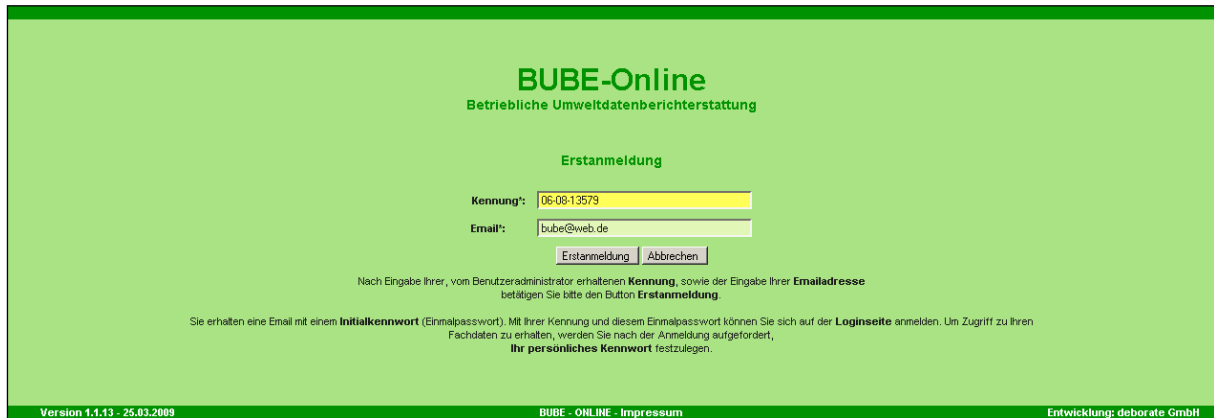 BUBE-Online
Betriebliche Umweltdatenberichterstattung
Erstanmeldung
Kennung*: 06-08-13579
Email*: bube@web.de
Erstanmeldung Abbrechen
Nach Eingabe Ihrer, vom Benutzeradministrator erhaltenen Kennung, sowie der Eingabe Ihrer Emailadresse
betätigen Sie bitte den Button Erstanmeldung.
Sie erhalten eine Email mit einem Initialkennwort (Einmalpasswort). Mit Ihrer Kennung und diesem Einmalpasswort können Sie sich auf der Loginseite anmelden. Um Zugriff zu Ihren
Fachdaten zu erhalten, werden Sie nach der Anmeldung aufgefordert,
Ihr persönliches Kennwort festzulegen.
Version 1.1.13 - 25.03.2009 BUBE - ONLINE - Impressum Entwicklung: deborate GmbH